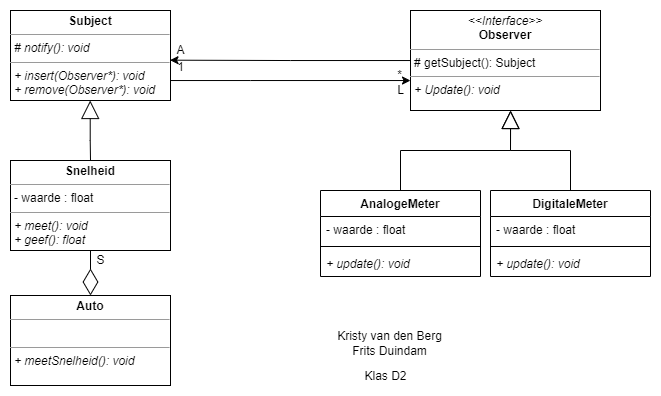 Subject
# notify(): void
+ insert(Observer*): void
+ remove(Observer*): void
A
1
*
L
<<Interface>>
Observer
# getSubject(): Subject
+ Update(): void
Snelheid
- waarde : float
+ meet(): void
+ geef(): float
S
Auto
+ meetSnelheid(): void
AnalogeMeter
- waarde : float
+ update(): void
DigitaleMeter
- waarde : float
+ update(): void
Kristy van den Berg
Frits Duindam
Klas D2